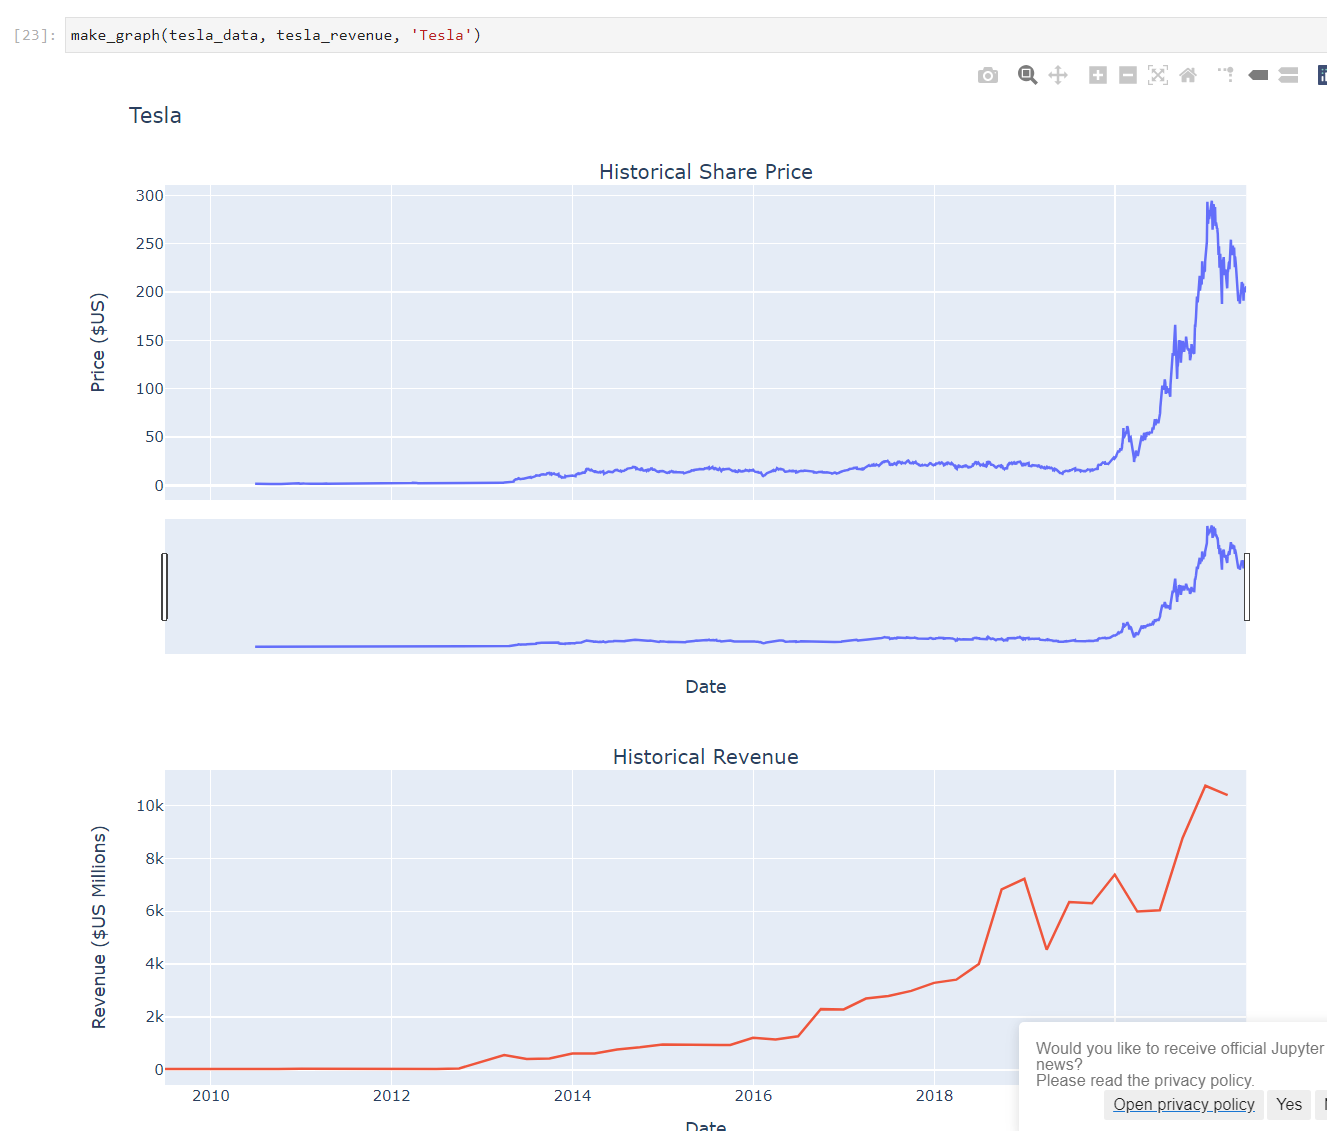 [23]: make_graph(tesla_data, tesla_revenue, 'Tesla')
Tesla
Historical Share Price
300
250
200
150
100
50
0
Price ($US)
Date
Historical Revenue
10k
8k
6k
4k
2k
0
Revenue ($US Millions)
2010 2012 2014 2016 2018
Date
Would you like to receive official Jupyter
news?
Please read the privacy policy.
Open privacy policy Yes